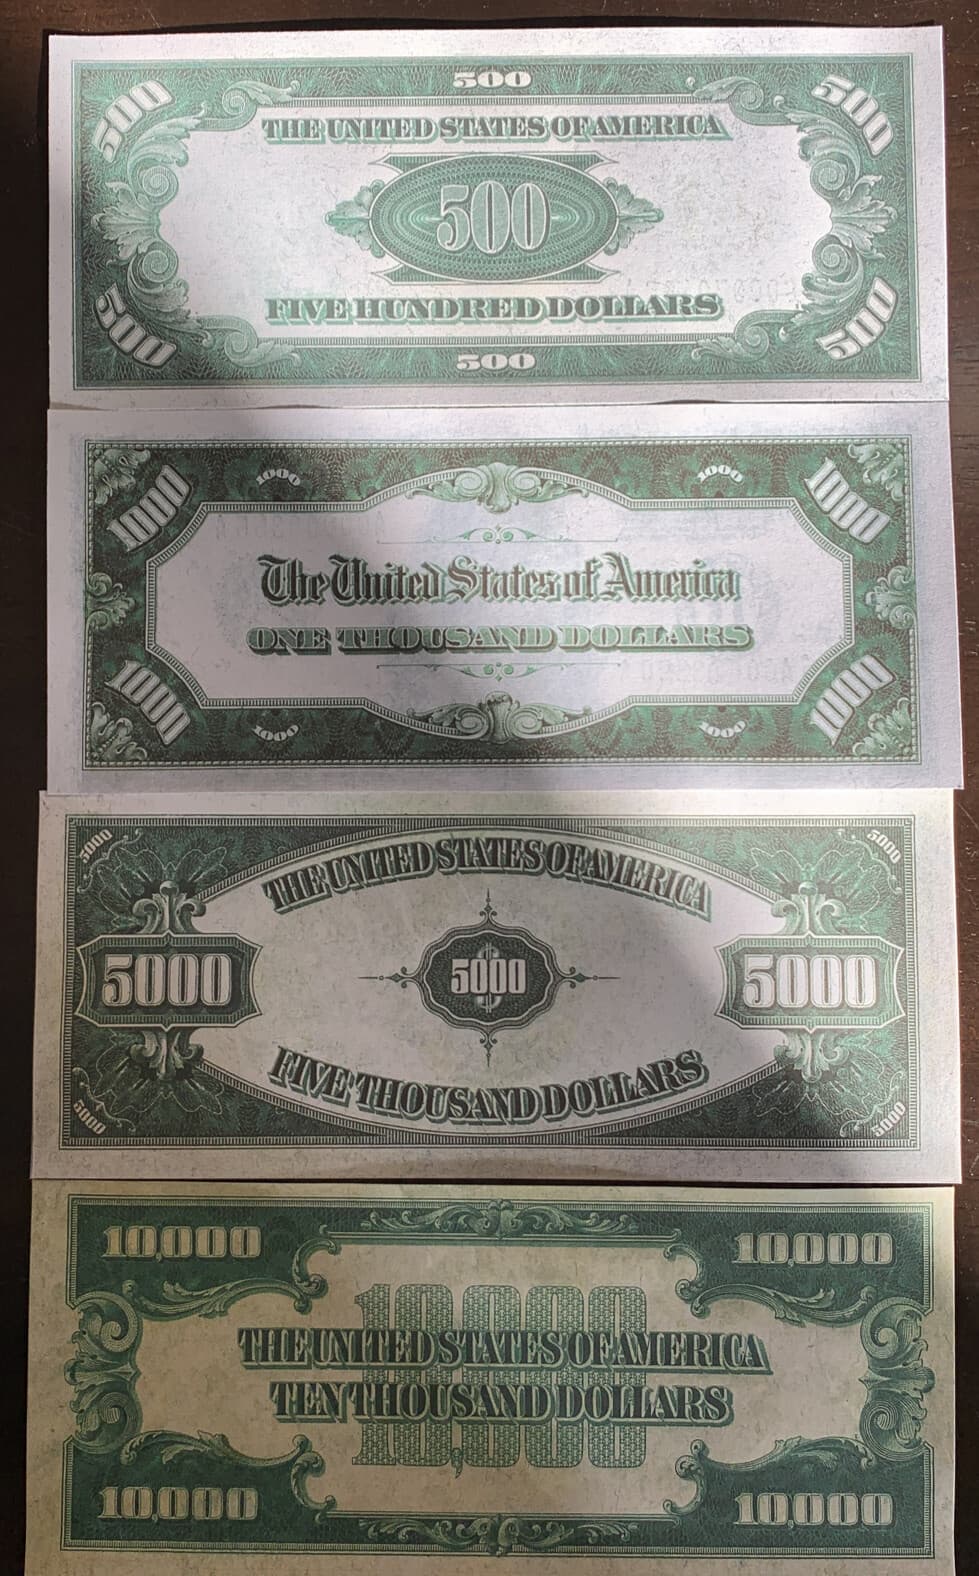 500
500 500
THE UNITED STATES OF AMERICA
500
FIVE HUNDRED DOLLARS
500 500
500
1000 1000 1000 1000
The United States of America
ONE THOUSAND DOLLARS
1000 1000 1000 1000
5000 5000
THE UNITED STATES OF AMERICA
5000 5000 5000
FIVE THOUSAND DOLLARS
5000 5000
10,000 10,000
10,000
THE UNITED STATES OF AMERICA
TEN THOUSAND DOLLARS
10,000 10,000